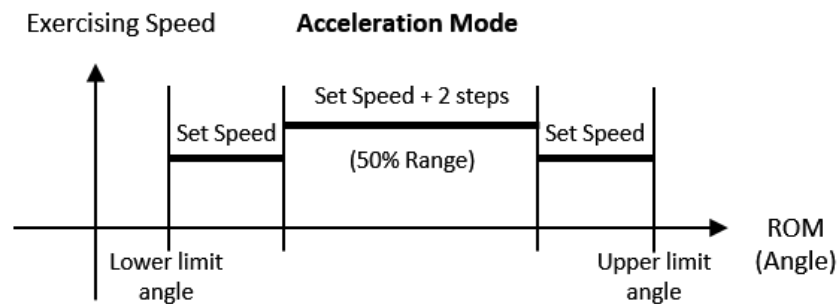 Exercising Speed
Acceleration Mode
Set Speed + 2 steps
Set Speed
(50% Range)
Set Speed
ROM
(Angle)
Lower limit
angle
Upper limit
angle